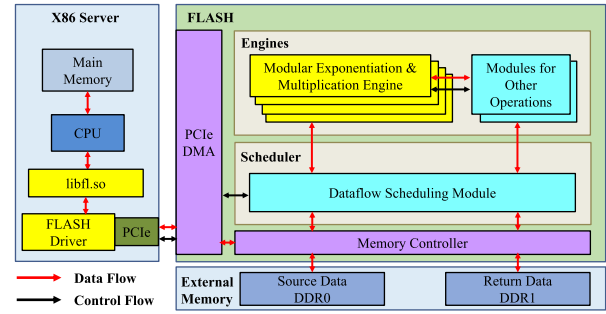 X86 Server
Main
Memory
CPU
libfl.so
FLASH
Driver
PCIe
Data Flow
Control Flow
FLASH
PCIe
DMA
Engines
Modular Exponentiation &
Multiplication Engine
Modules for
Other
Operations
Scheduler
Dataflow Scheduling Module
Memory Controller
External
Memory
Source Data
DDR0
Return Data
DDR1